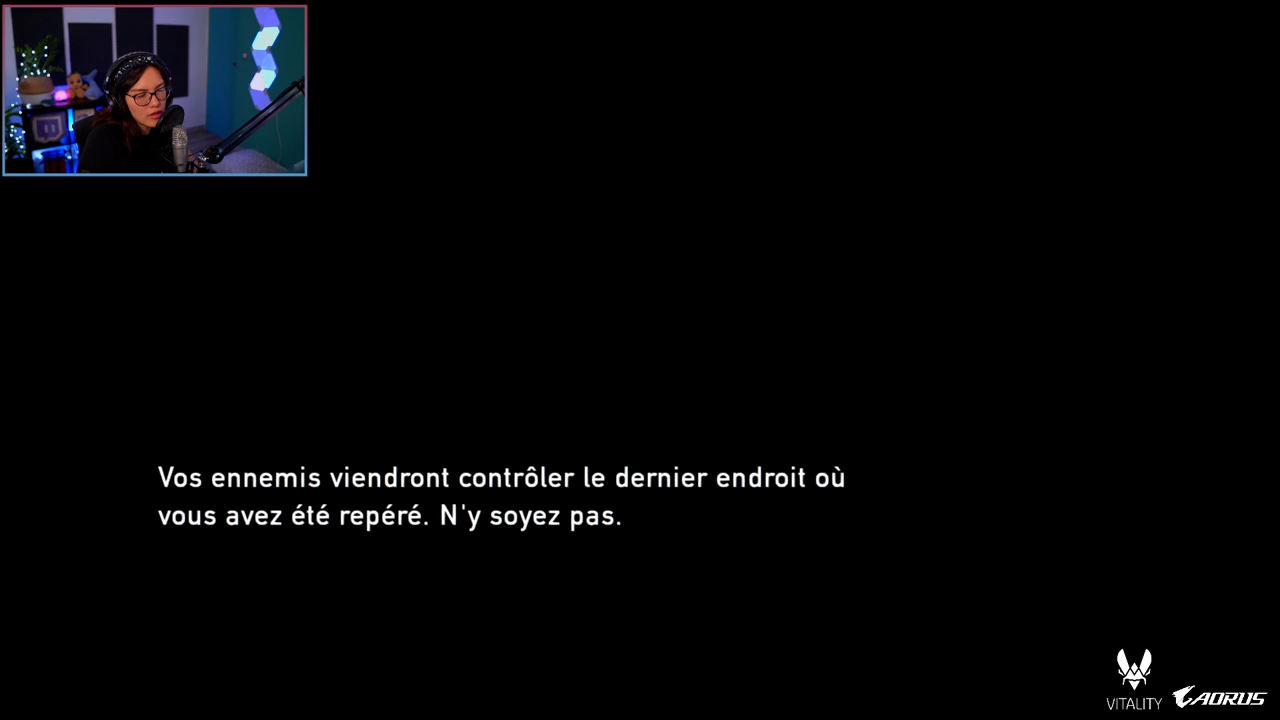 Vos ennemis viendront contrôler le dernier endroit où
vous avez été repéré. N'y soyez pas.
VITALITY
AORUS